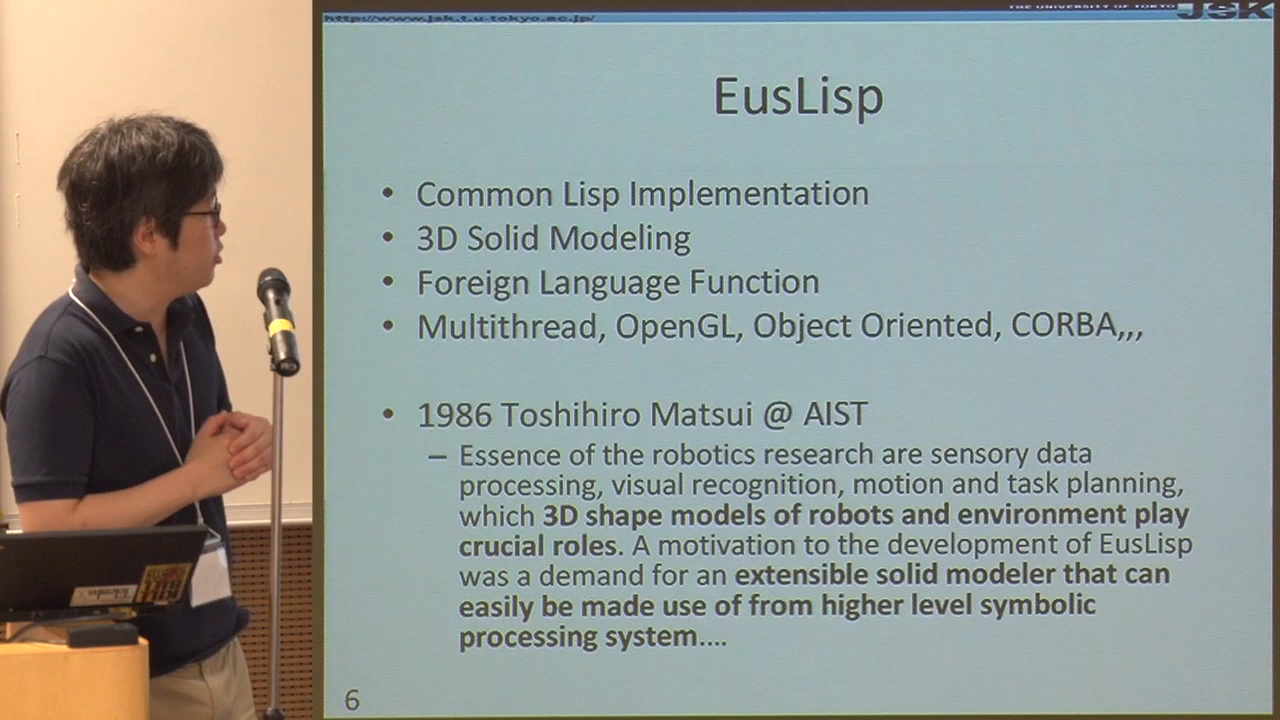 http://www.jsk.t.u-tokyo.ac.jp/
THE UNIVERSITY OF TOKYO JSK
EusLisp
• Common Lisp Implementation
• 3D Solid Modeling
• Foreign Language Function
• Multithread, OpenGL, Object Oriented, CORBA,,,
• 1986 Toshihiro Matsui @ AIST
– Essence of the robotics research are sensory data
processing, visual recognition, motion and task planning,
which 3D shape models of robots and environment play
crucial roles. A motivation to the development of EusLisp
was a demand for an extensible solid modeler that can
easily be made use of from higher level symbolic
processing system....
6